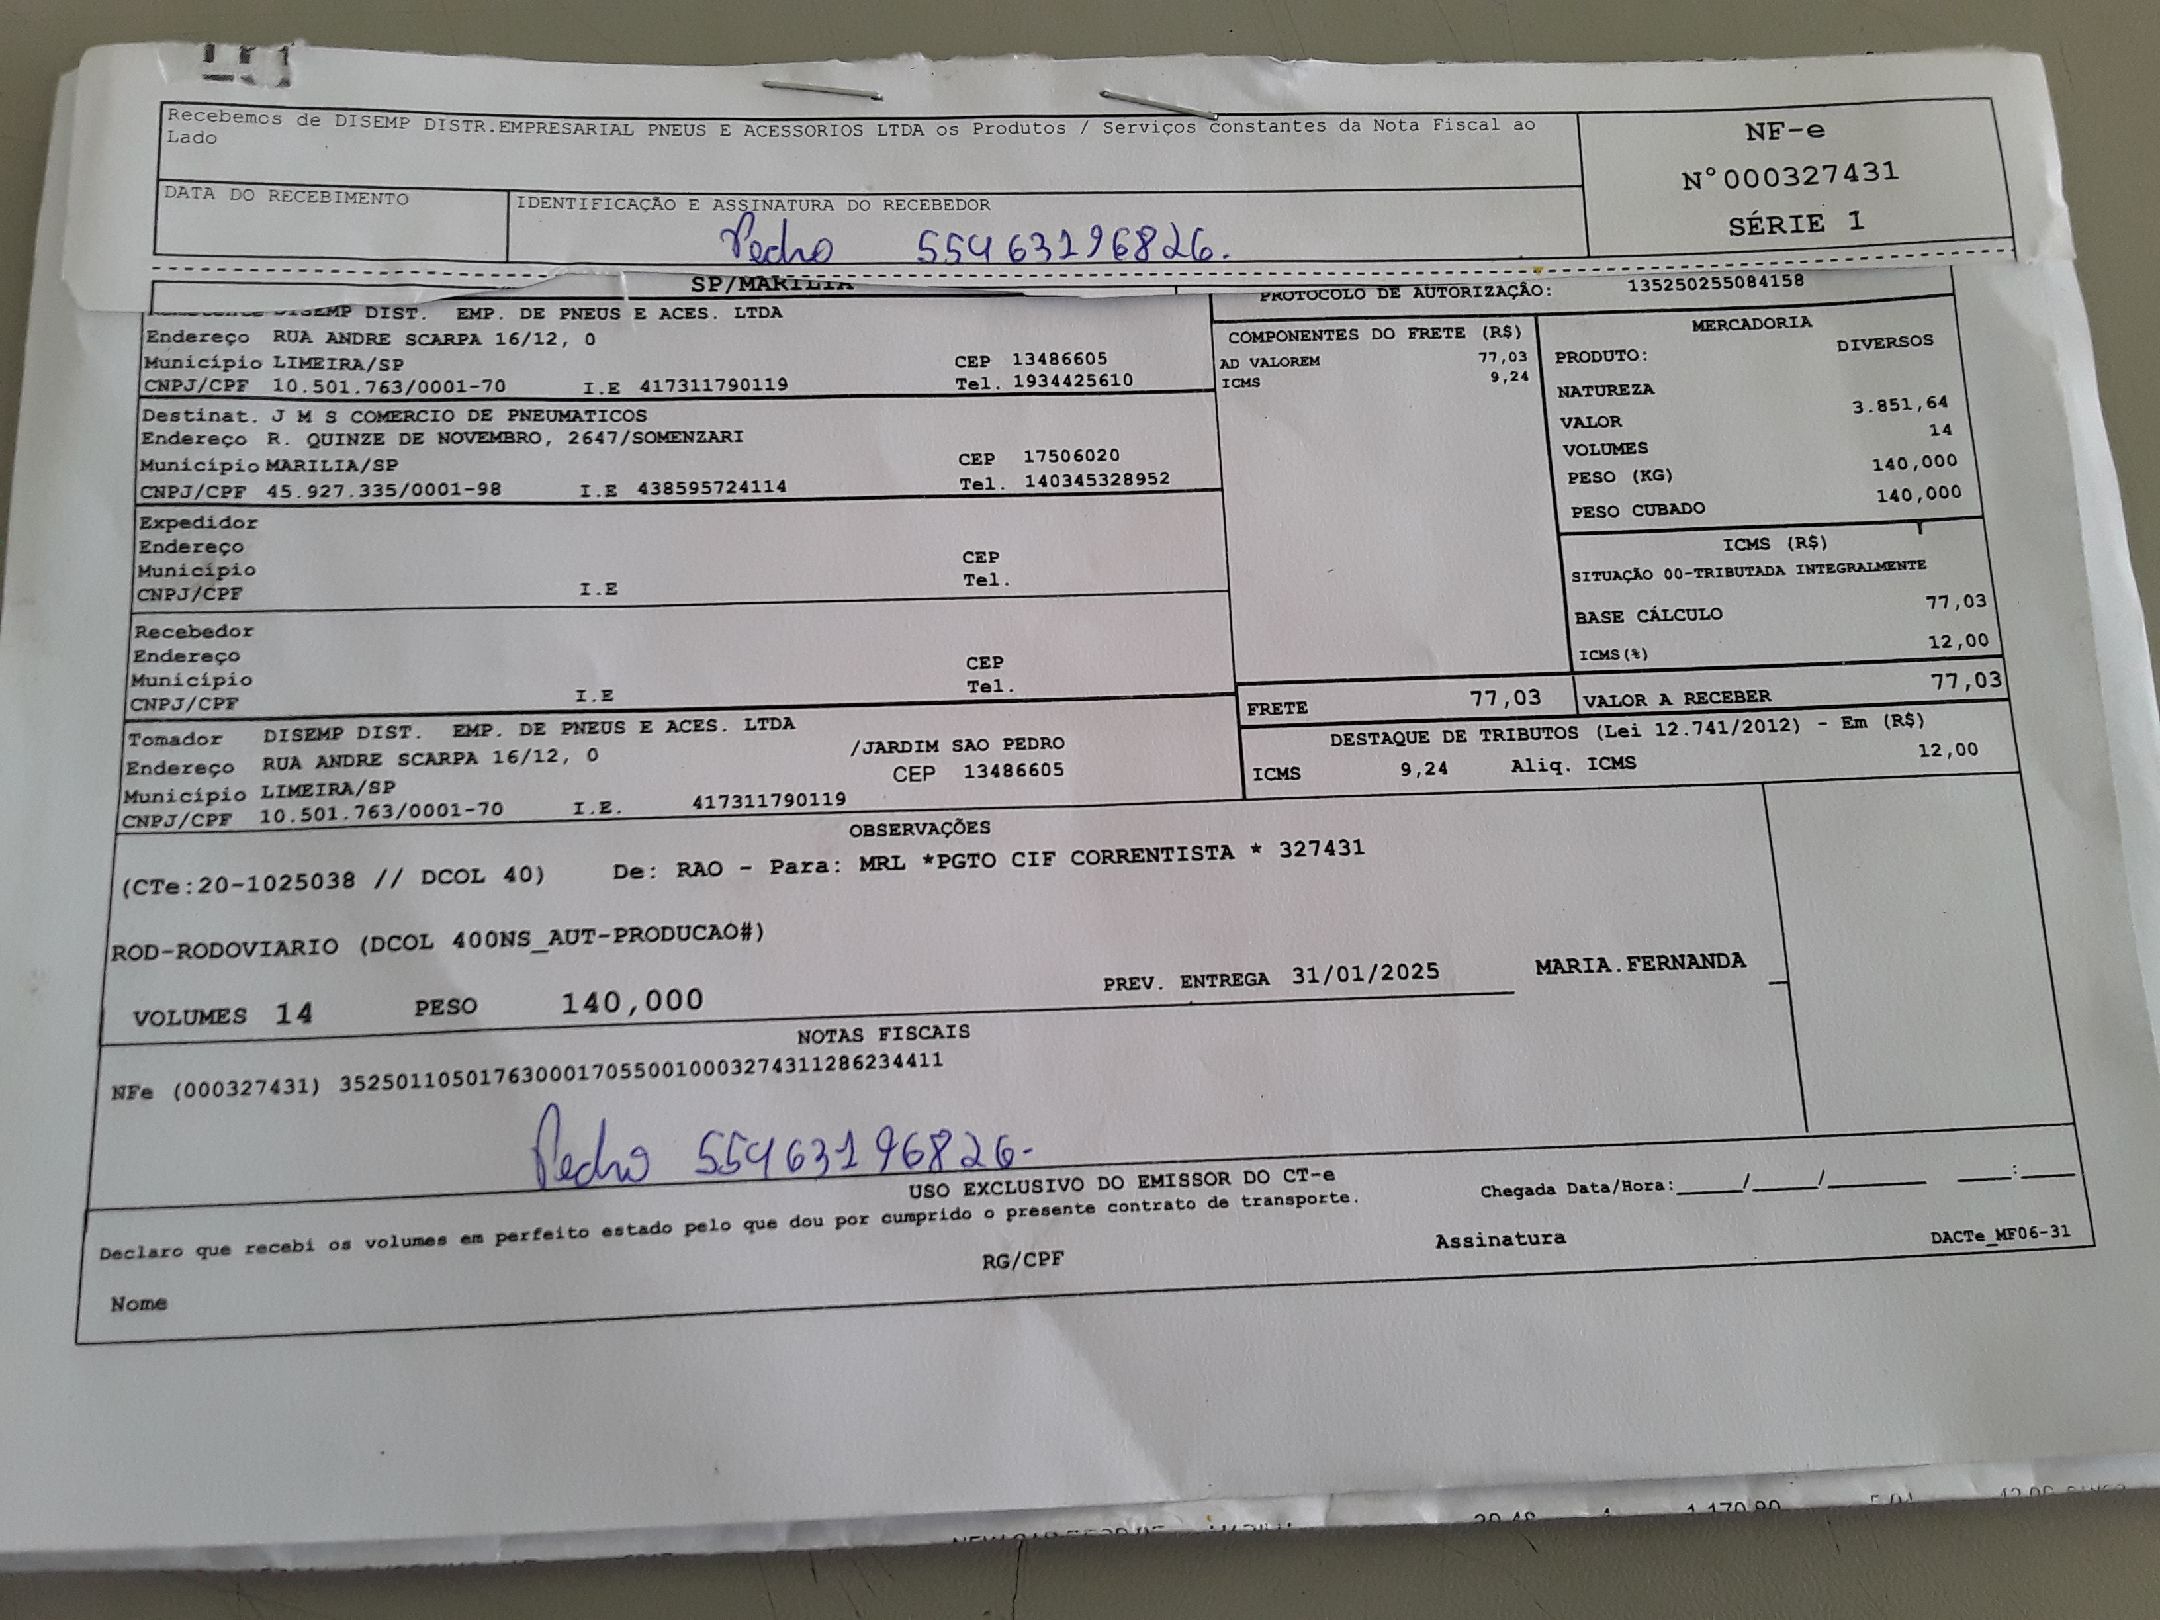 Recebemos de DISEMP DISTR.EMPRESARIAL PNEUS E ACESSORIOS LTDA os Produtos / Serviços constantes da Nota Fiscal ao
Lado
NF-e
N°000327431
SÉRIE 1
DATA DO RECEBIMENTO
IDENTIFICAÇÃO E ASSINATURA DO RECEBEDOR
Pedro 55463196826.
SP/MARILIA
PROTOCOLO DE AUTORIZAÇÃO: 135250255084158
DISEMP DIST. EMP. DE PNEUS E ACES. LTDA
Endereço RUA ANDRE SCARPA 16/12, 0
Município LIMEIRA/SP CEP 13486605
CNPJ/CPF 10.501.763/0001-70 I.E 417311790119 Tel. 1934425610
Destinat. J M S COMERCIO DE PNEUMATICOS
Endereço R. QUINZE DE NOVEMBRO, 2647/SOMENZARI
Município MARILIA/SP CEP 17506020
CNPJ/CPF 45.927.335/0001-98 I.E 438595724114 Tel. 140345328952
Expedidor
Endereço
Município CEP
CNPJ/CPF I.E Tel.
Recebedor
Endereço
Município CEP
CNPJ/CPF I.E Tel.
Tomador DISEMP DIST. EMP. DE PNEUS E ACES. LTDA
Endereço RUA ANDRE SCARPA 16/12, 0 /JARDIM SAO PEDRO
Município LIMEIRA/SP CEP 13486605
CNPJ/CPF 10.501.763/0001-70 I.E. 417311790119
COMPONENTES DO FRETE (R$)
AD VALOREM 77,03
ICMS 9,24
MERCADORIA
PRODUTO: DIVERSOS
NATUREZA
VALOR 3.851,64
VOLUMES 14
PESO (KG) 140,000
PESO CUBADO 140,000
ICMS (R$)
SITUAÇÃO 00-TRIBUTADA INTEGRALMENTE
BASE CÁLCULO 77,03
ICMS(%) 12,00
FRETE 77,03 VALOR A RECEBER 77,03
DESTAQUE DE TRIBUTOS (Lei 12.741/2012) - Em (R$)
ICMS 9,24 Aliq. ICMS 12,00
OBSERVAÇÕES
(CTe:20-1025038 // DCOL 40) De: RAO - Para: MRL *PGTO CIF CORRENTISTA * 327431
ROD-RODOVIARIO (DCOL 400NS_AUT-PRODUCAO#)
VOLUMES 14 PESO 140,000 PREV. ENTREGA 31/01/2025 MARIA.FERNANDA
NOTAS FISCAIS
NFe (000327431) 35250110501763000170550010003274311286234411
Pedro 55463196826-
USO EXCLUSIVO DO EMISSOR DO CT-e
Declaro que recebi os volumes em perfeito estado pelo que dou por cumprido o presente contrato de transporte.
Chegada Data/Hora:_____/_____/_______ ____:____
Nome RG/CPF Assinatura DACTe_MF06-31